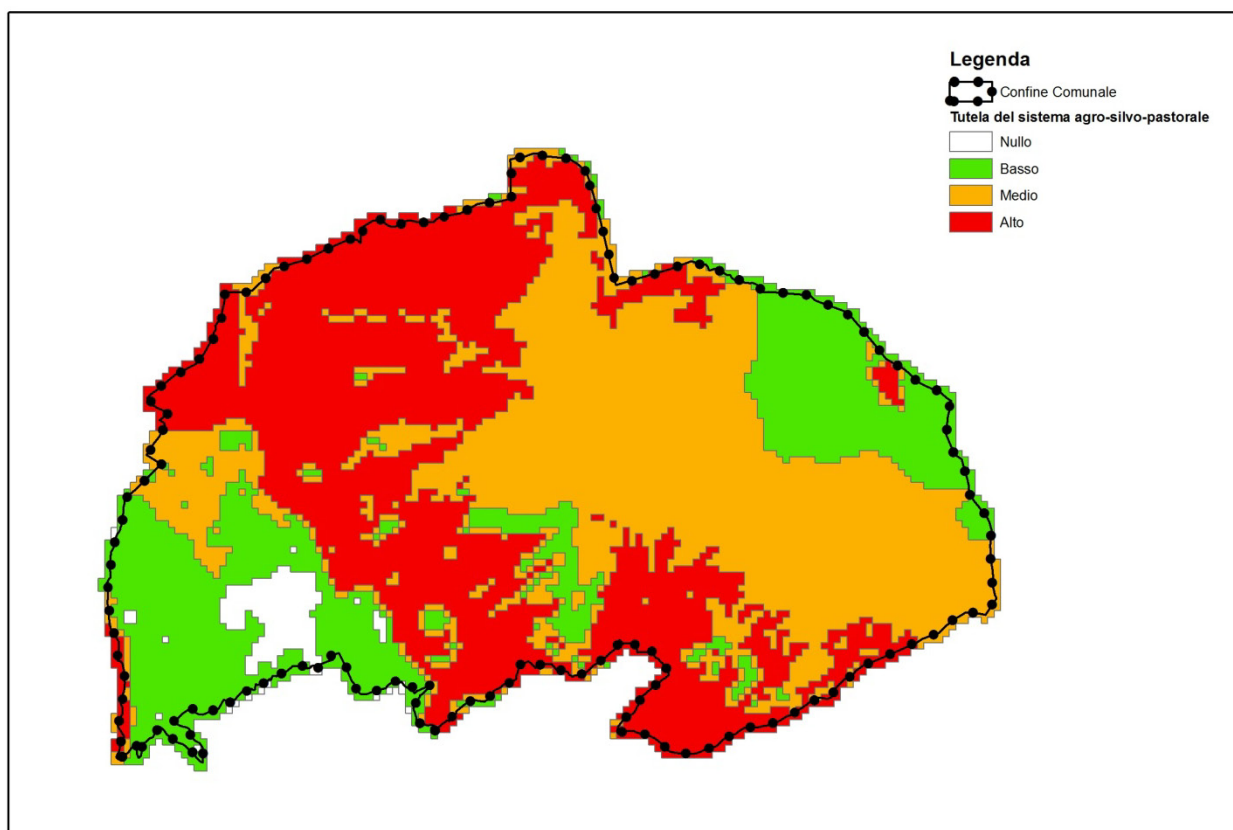 Legenda
Confine Comunale
Tutela del sistema agro-silvo-pastorale
Nullo
Basso
Medio
Alto